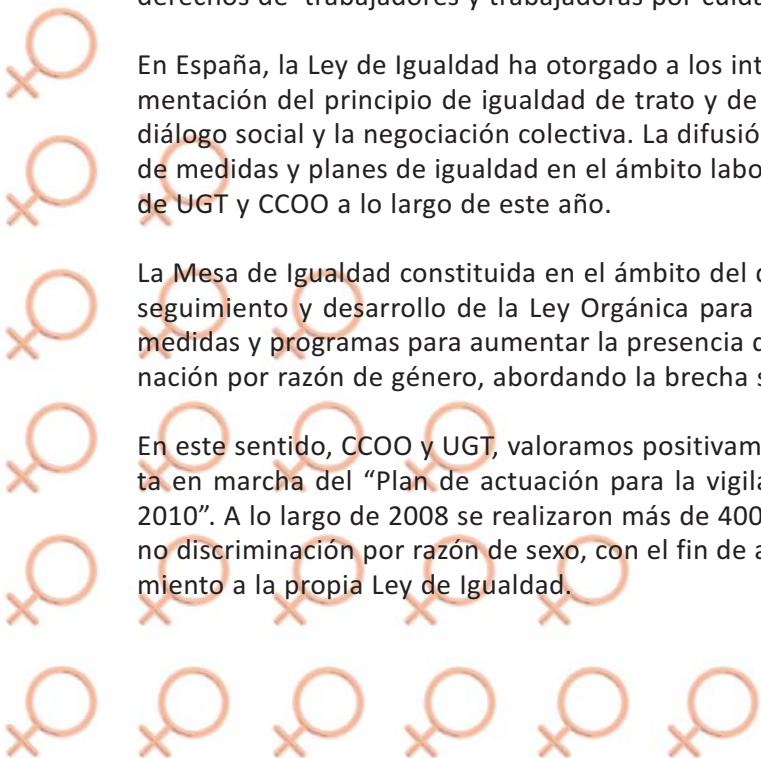 derechos de trabajadores y trabajadoras por cuida
En España, la Ley de Igualdad ha otorgado a los int
mentación del principio de igualdad de trato y de
diálogo social y la negociación colectiva. La difusió
de medidas y planes de igualdad en el ámbito labo
de UGT y CCOO a lo largo de este año.
La Mesa de Igualdad constituida en el ámbito del d
seguimiento y desarrollo de la Ley Orgánica para
medidas y programas para aumentar la presencia d
nación por razón de género, abordando la brecha s
En este sentido, CCOO y UGT, valoramos positivam
ta en marcha del “Plan de actuación para la vigila
2010”. A lo largo de 2008 se realizaron más de 400
no discriminación por razón de sexo, con el fin de a
miento a la propia Ley de Igualdad.